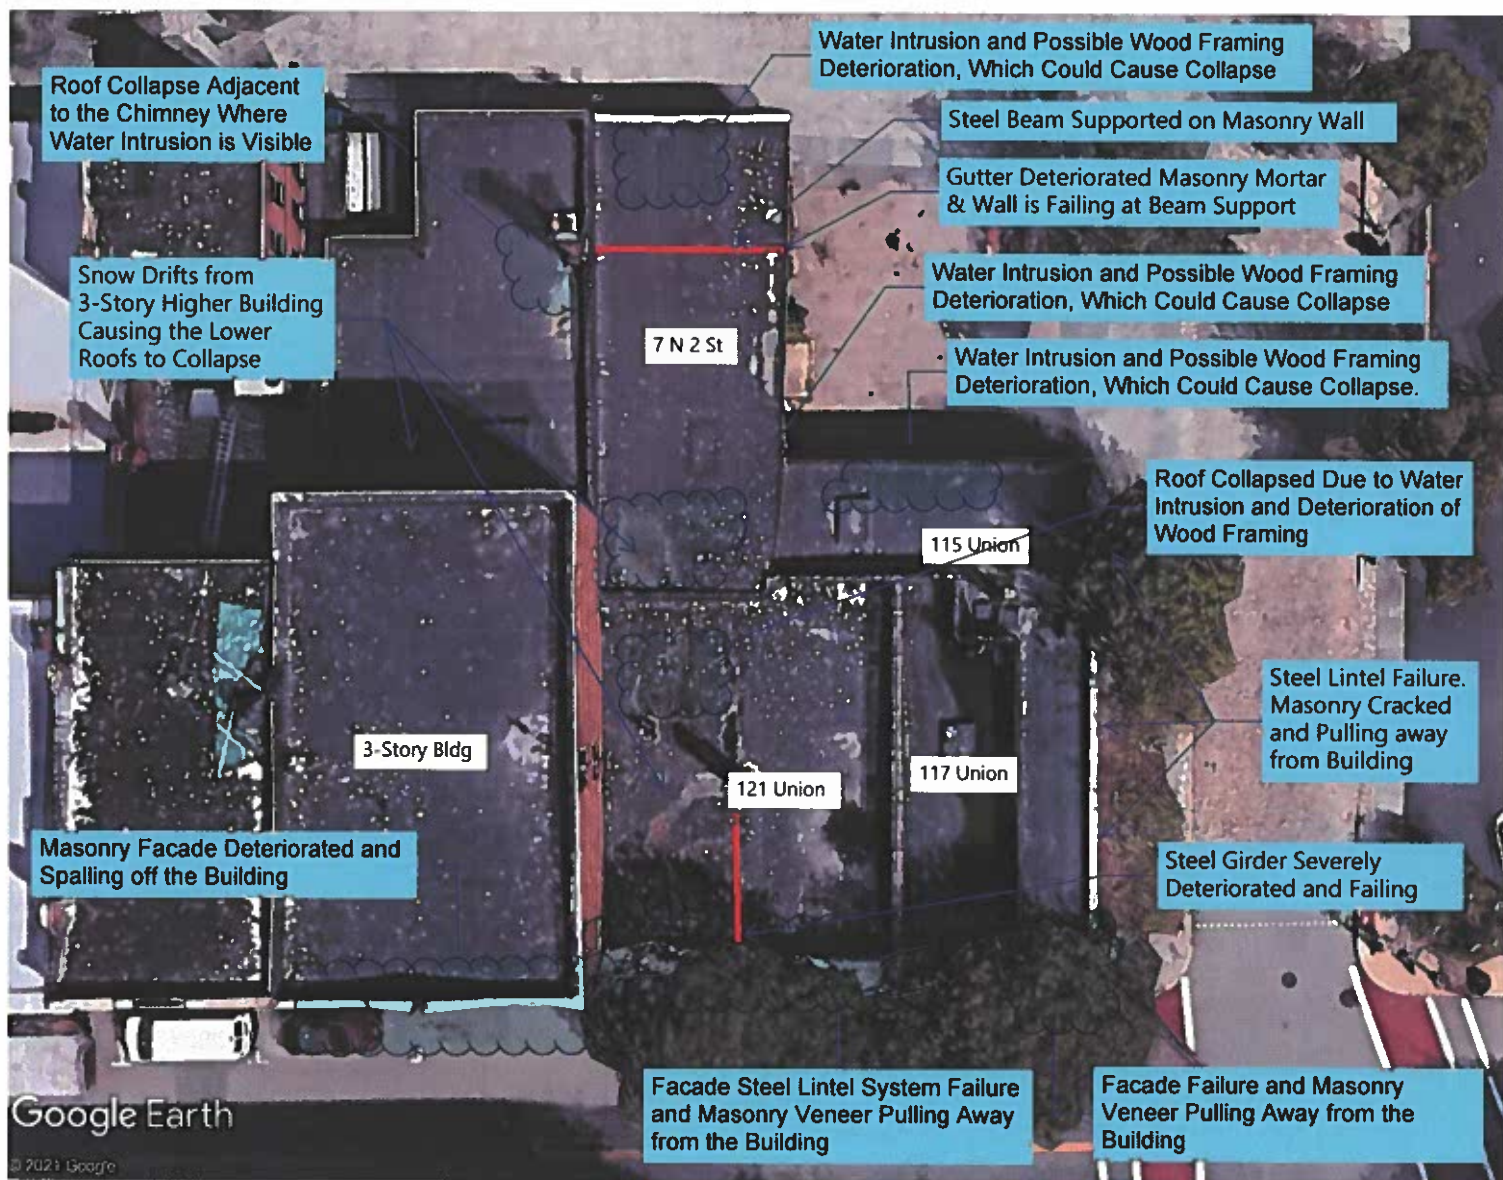 Water Intrusion and Possible Wood Framing
Deterioration, Which Could Cause Collapse
Roof Collapse Adjacent
to the Chimney Where
Water Intrusion is Visible
Steel Beam Supported on Masonry Wall
Gutter Deteriorated Masonry Mortar
& Wall is Failing at Beam Support
Snow Drifts from
3-Story Higher Building
Causing the Lower
Roofs to Collapse
Water Intrusion and Possible Wood Framing
Deterioration, Which Could Cause Collapse
7 N 2 St
Water Intrusion and Possible Wood Framing
Deterioration, Which Could Cause Collapse.
Roof Collapsed Due to Water
Intrusion and Deterioration of
Wood Framing
115 Union
Steel Lintel Failure.
Masonry Cracked
and Pulling away
from Building
3-Story Bldg
117 Union
121 Union
Masonry Facade Deteriorated and
Spalling off the Building
Steel Girder Severely
Deteriorated and Failing
Facade Steel Lintel System Failure
and Masonry Veneer Pulling Away
from the Building
Facade Failure and Masonry
Veneer Pulling Away from the
Building
Google Earth
© 2021 Google